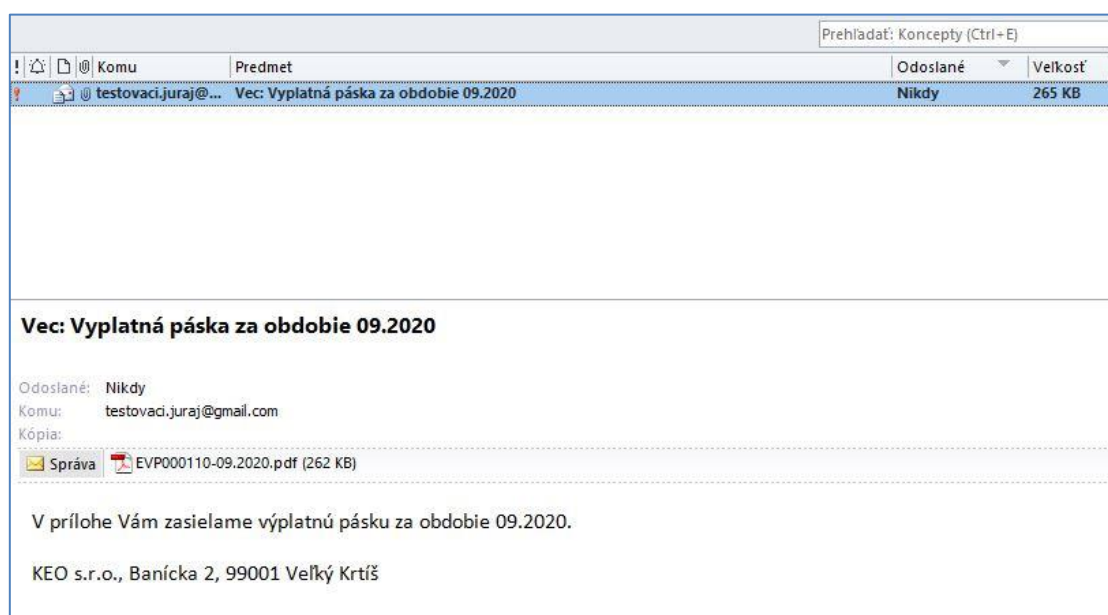 Prehľadať: Koncepty (Ctrl+E)
! Komu Predmet Odoslané Veľkosť
testovaci.juraj@... Vec: Vyplatná páska za obdobie 09.2020 Nikdy 265 KB
Vec: Vyplatná páska za obdobie 09.2020
Odoslané: Nikdy
Komu: testovaci.juraj@gmail.com
Kópia:
Správa EVP000110-09.2020.pdf (262 KB)
V prílohe Vám zasielame výplatnú pásku za obdobie 09.2020.
KEO s.r.o., Banícka 2, 99001 Veľký Krtíš